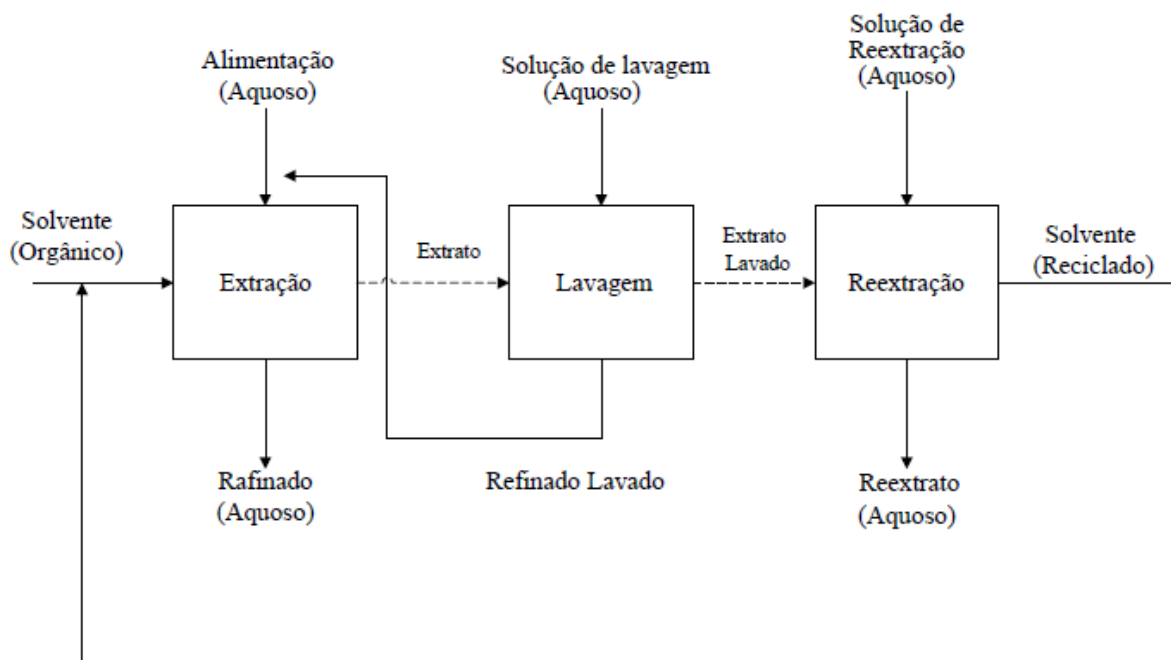 Alimentação
(Aquoso)
Solução de lavagem
(Aquoso)
Solução de
Reextração
(Aquoso)
Solvente
(Orgânico)
Extração
Extrato
Lavagem
Extrato
Lavado
Reextração
Solvente
(Reciclado)
Rafinado
(Aquoso)
Refinado Lavado
Reextrato
(Aquoso)